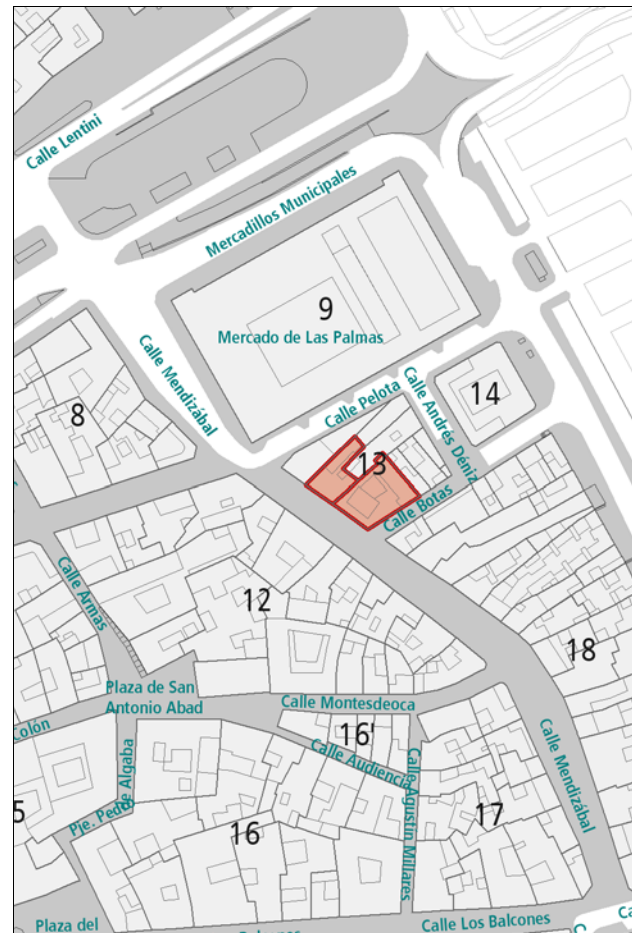 Calle Lentini
Mercadillos Municipales
9
Mercado de Las Palmas
Calle Mendizábal
Calle Pelota
Calle Andrés Déniz
14
8
13
Calle Botas
Calle Armas
12
18
Plaza de San
Antonio Abad
Calle Montesdeoca
Colón
16'
Calle Audiencia
Calle Agustín Millares
Calle Mendizábal
de Algaba
Pje. Pedro
5
16
17
Plaza del
Calle Los Balcones